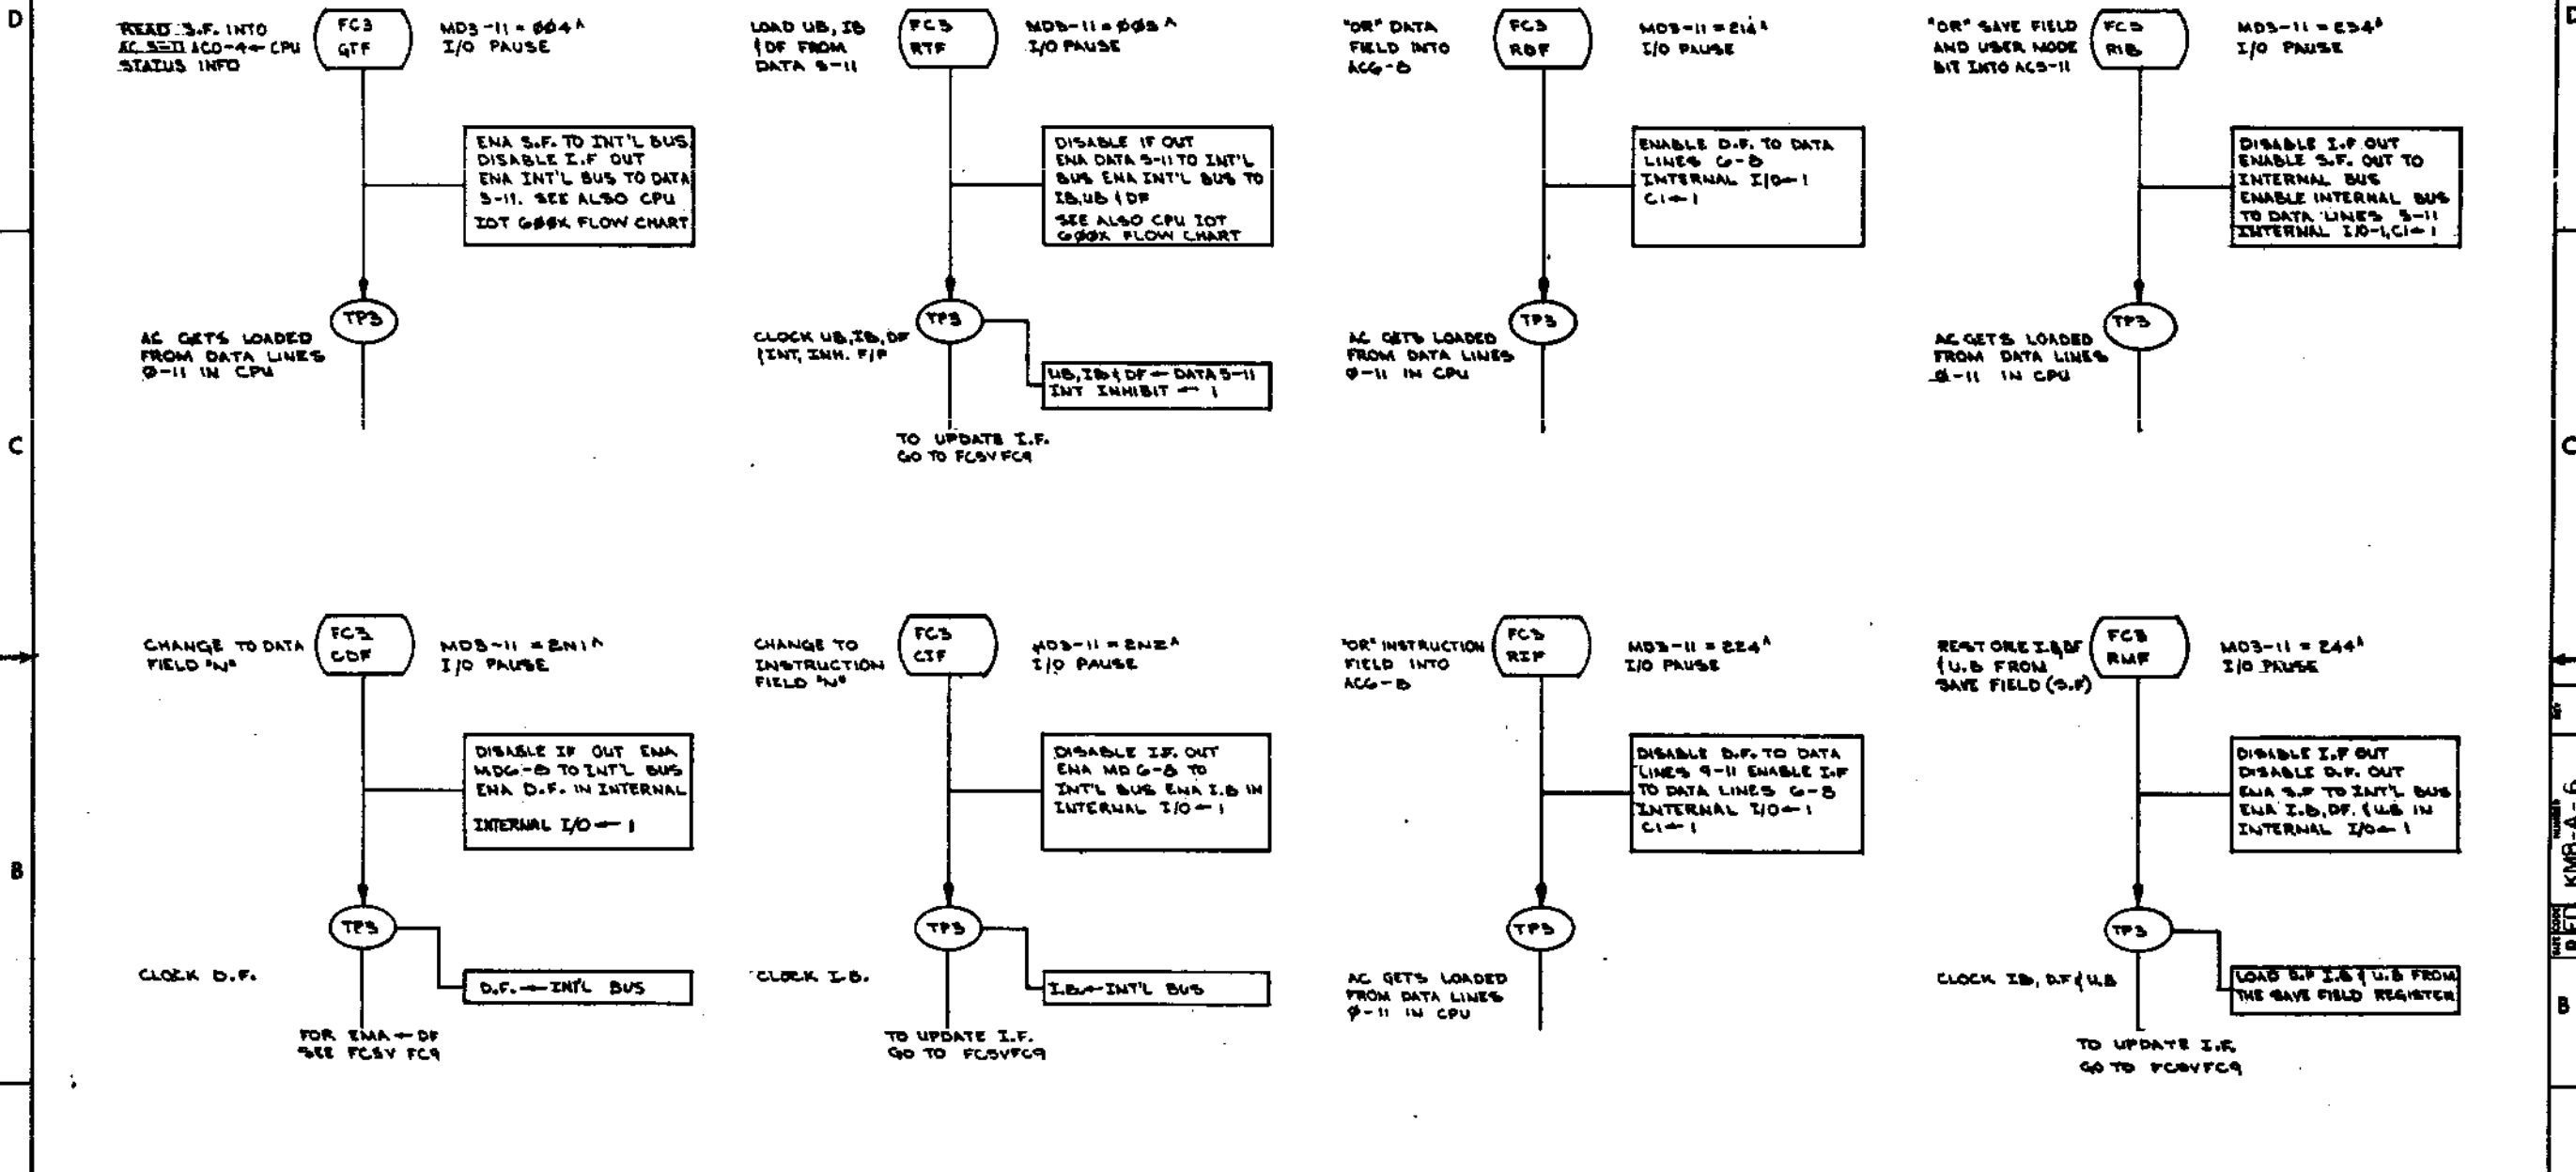 D
READ S.F. INTO
AC 5-11 AC0-4← CPU
STATUS INFO
FC3
GTF
MD3-11 = ØØ4∧
I/O PAUSE
ENA S.F. TO INT'L BUS
DISABLE I.F OUT
ENA INT'L BUS TO DATA
5-11. SEE ALSO CPU
IOT 6ØØX FLOW CHART
TP3
AC GETS LOADED
FROM DATA LINES
Ø-11 IN CPU
LOAD UB, IB
& DF FROM
DATA 5-11
FC3
RTF
MD3-11 = ØØ5∧
I/O PAUSE
DISABLE IF OUT
ENA DATA 5-11 TO INT'L
BUS ENA INT'L BUS TO
IB,UB & DF
SEE ALSO CPU IOT
6ØØX FLOW CHART
TP3
CLOCK UB, IB, DF
& INT, INH. F/F
UB, IB & DF ← DATA 5-11
INT INHIBIT ← 1
TO UPDATE I.F.
GO TO FC5VFC9
"OR" DATA
FIELD INTO
AC6-8
FC3
RDF
MD3-11 = 214∧
I/O PAUSE
ENABLE D.F. TO DATA
LINES 6-8
INTERNAL I/O←1
C1←1
TP3
AC GETS LOADED
FROM DATA LINES
Ø-11 IN CPU
"OR" SAVE FIELD
AND USER MODE
BIT INTO AC5-11
FC3
RIB
MD3-11 = 234∧
I/O PAUSE
DISABLE I.F OUT
ENABLE S.F. OUT TO
INTERNAL BUS
ENABLE INTERNAL BUS
TO DATA LINES 5-11
INTERNAL I/O-1,C1←1
TP3
AC GETS LOADED
FROM DATA LINES
Ø-11 IN CPU
C
C
CHANGE TO DATA
FIELD "N"
FC3
CDF
MD3-11 = 2N1∧
I/O PAUSE
DISABLE IF OUT ENA
MD6-8 TO INT'L BUS
ENA D.F. IN INTERNAL
INTERNAL I/O ← 1
TP3
CLOCK D.F.
D.F. ← INT'L BUS
FOR EMA ← DF
SEE FC5V FC9
CHANGE TO
INSTRUCTION
FIELD "N"
FC3
CIF
MD3-11 = 2N2∧
I/O PAUSE
DISABLE I.F. OUT
ENA MD 6-8 TO
INT'L BUS ENA I.B IN
INTERNAL I/O ← 1
TP3
CLOCK I.B.
I.B. ← INT'L BUS
TO UPDATE I.F.
GO TO FC5VFC9
"OR" INSTRUCTION
FIELD INTO
AC6-8
FC3
RIF
MD3-11 = 224∧
I/O PAUSE
DISABLE D.F. TO DATA
LINES 9-11 ENABLE I.F
TO DATA LINES 6-8
INTERNAL I/O ← 1
C1←1
TP3
AC GETS LOADED
FROM DATA LINES
Ø-11 IN CPU
RESTORE I.B,DF
& U.B FROM
SAVE FIELD (S.F)
FC3
RMF
MD3-11 = 244∧
I/O PAUSE
DISABLE I.F OUT
DISABLE D.F. OUT
ENA S.F TO INT'L BUS
ENA I.B, DF. & U.B IN
INTERNAL I/O ← 1
TP3
CLOCK IB, D.F & U.B
LOAD D.F I.B & U.B FROM
THE SAVE FIELD REGISTER
TO UPDATE I.F.
GO TO FC5VFC9
B
B
REV
NUMBER
KM8-A-6
SIZE CODE